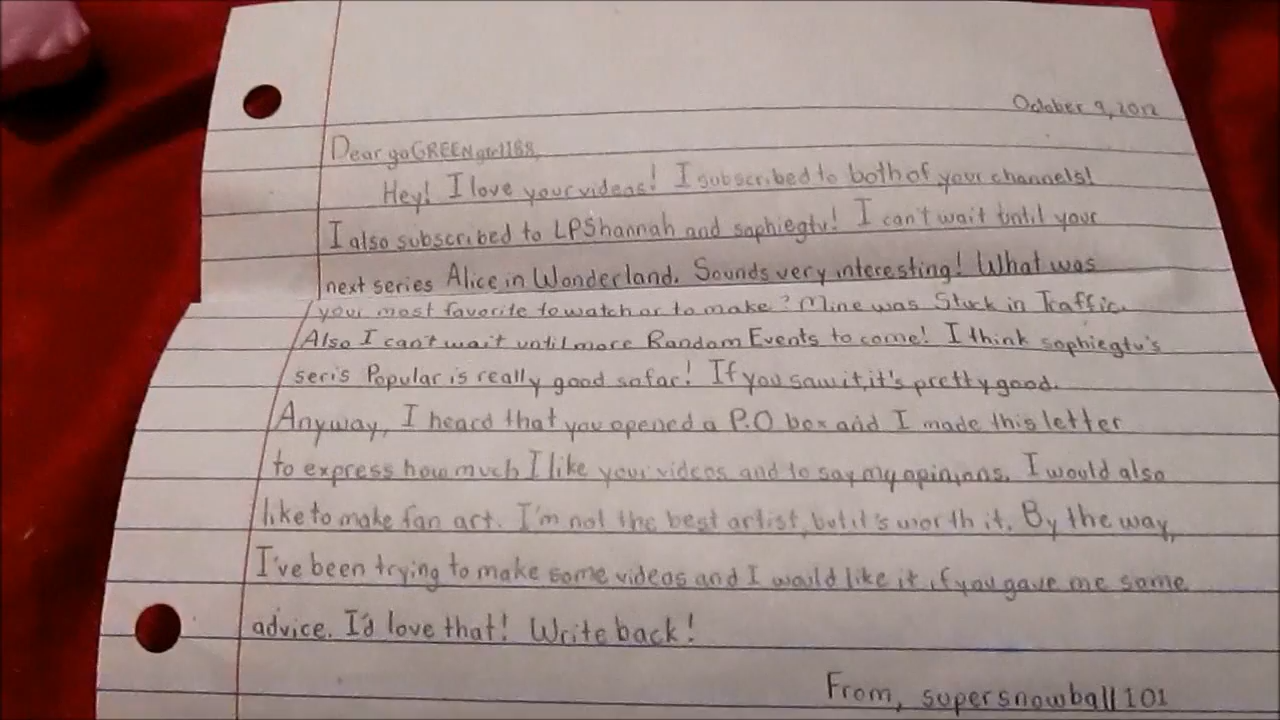 October 9, 2012
Dear goGREENgirl188,
Hey! I love your videos! I subscribed to both of your channels!
I also subscribed to LPShannah and sophiegtv! I can't wait until your
next series Alice in Wonderland. Sounds very interesting! What was
your most favorite to watch or to make? Mine was Stuck in Traffic.
Also I can't wait until more Random Events to come! I think sophiegtv's
seris Popular is really good so far! If you saw it, it's pretty good.
Anyway, I heard that you opened a P.O box and I made this letter
to express how much I like your videos and to say my opinions. I would also
like to make fan art. I'm not the best artist, but it's worth it. By the way,
I've been trying to make some videos and I would like it if you gave me some
advice. I'd love that! Write back!
From, supersnowball101